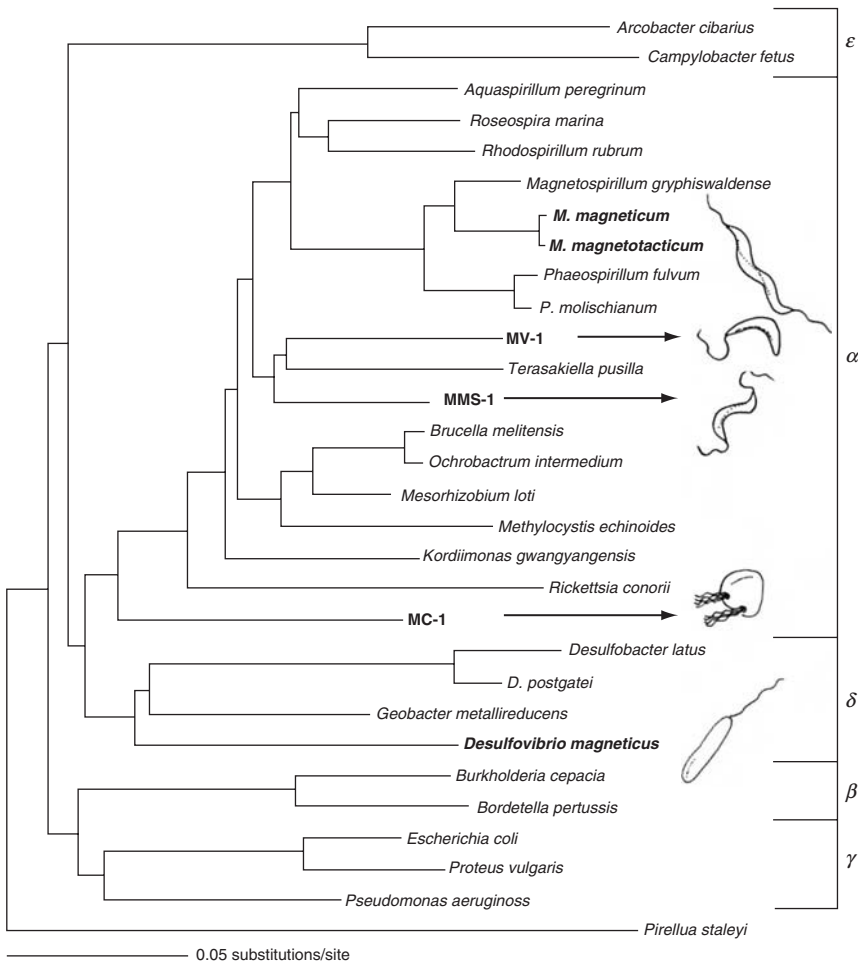 Arcobacter cibarius
Campylobacter fetus
ε
Aquaspirillum peregrinum
Roseospira marina
Rhodospirillum rubrum
Magnetospirillum gryphiswaldense
M. magneticum
M. magnetotacticum
Phaeospirillum fulvum
P. molischianum
MV-1
α
Terasakiella pusilla
MMS-1
Brucella melitensis
Ochrobactrum intermedium
Mesorhizobium loti
Methylocystis echinoides
Kordiimonas gwangyangensis
Rickettsia conorii
MC-1
Desulfobacter latus
D. postgatei
δ
Geobacter metallireducens
Desulfovibrio magneticus
Burkholderia cepacia
β
Bordetella pertussis
Escherichia coli
γ
Proteus vulgaris
Pseudomonas aeruginoss
Pirellua staleyi
0.05 substitutions/site